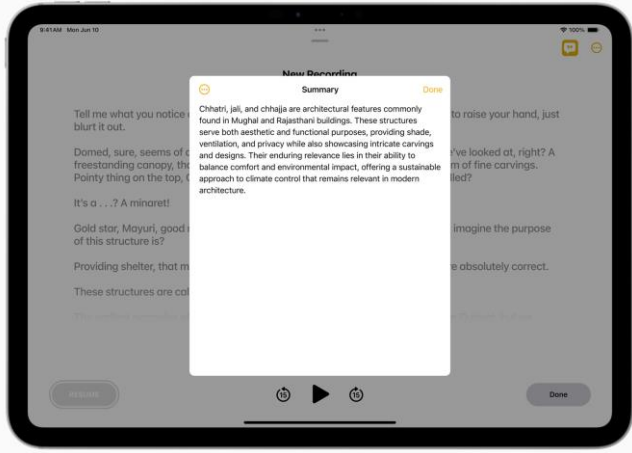 9:41AM Mon Jun 10
100%
New Recording
Summary
Done
Chhatri, jali, and chhajja are architectural features commonly
found in Mughal and Rajasthani buildings. These structures
serve both aesthetic and functional purposes, providing shade,
ventilation, and privacy while also showcasing intricate carvings
and designs. Their enduring relevance lies in their ability to
balance comfort and environmental impact, offering a sustainable
approach to climate control that remains relevant in modern
architecture.
Tell me what you notice to raise your hand, just
blurt it out.
Domed, sure, seems of 've looked at, right? A
freestanding canopy, of fine carvings.
Pointy thing on the top,
It's a . . .? A minaret!
Gold star, Mayuri, good imagine the purpose
of this structure is?
Providing shelter, that absolutely correct.
These structures are
RESUME
15
15
Done